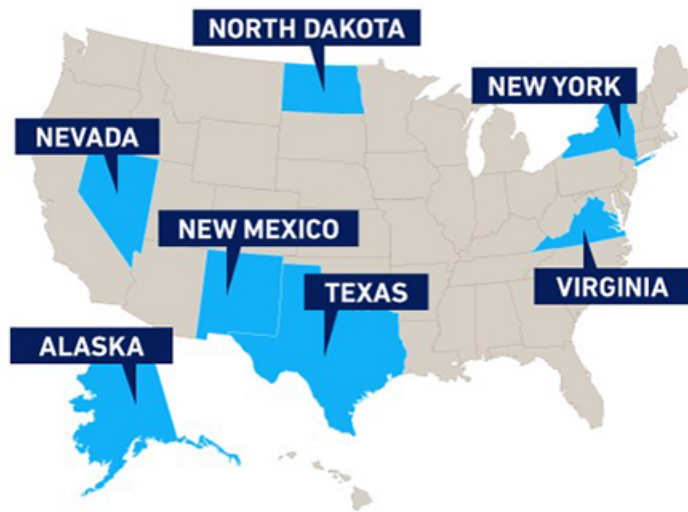 NORTH DAKOTA
NEW YORK
NEVADA
NEW MEXICO
TEXAS
VIRGINIA
ALASKA